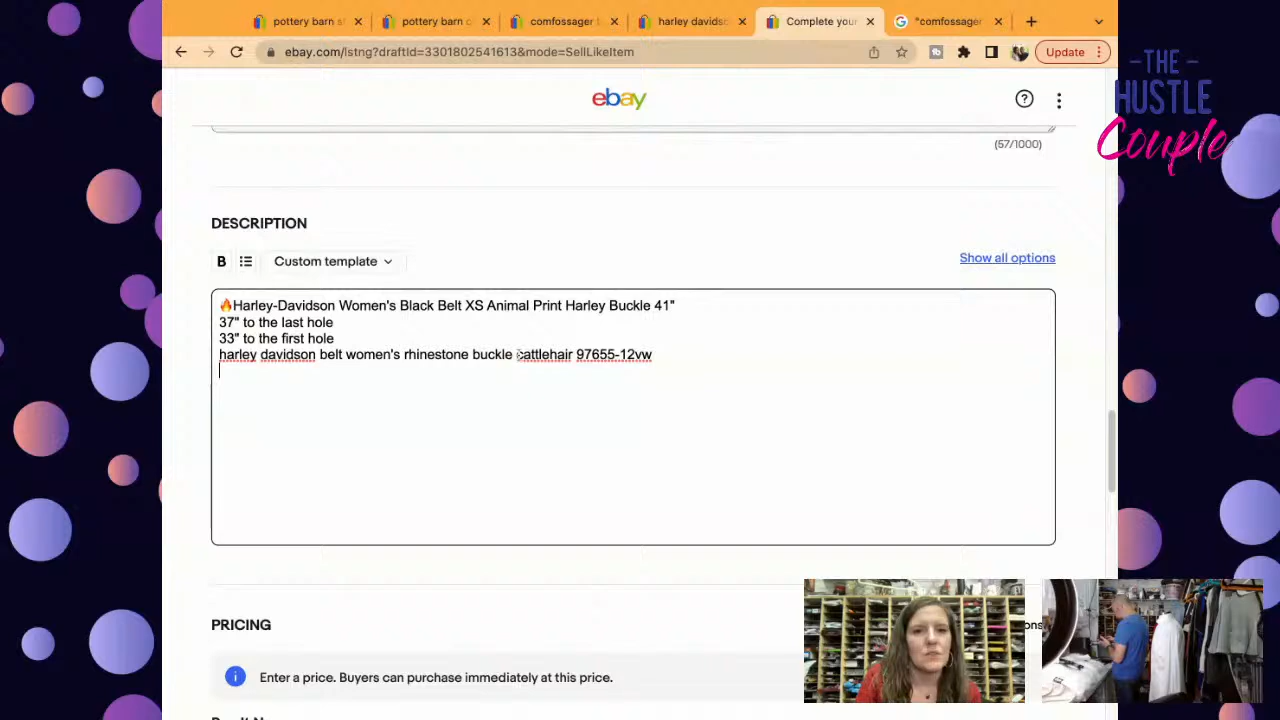 pottery barn s
pottery barn c
comfossager t
harley davidso
Complete your
"comfossager
ebay.com/lstng?draftId=3301802541613&mode=SellLikeItem
Update
-THE-
HUSTLE
Couple
ebay
(57/1000)
DESCRIPTION
B
Custom template
Show all options
🔥Harley-Davidson Women's Black Belt XS Animal Print Harley Buckle 41"
37" to the last hole
33" to the first hole
harley davidson belt women's rhinestone buckle cattlehair 97655-12vw
PRICING
ons.
Enter a price. Buyers can purchase immediately at this price.